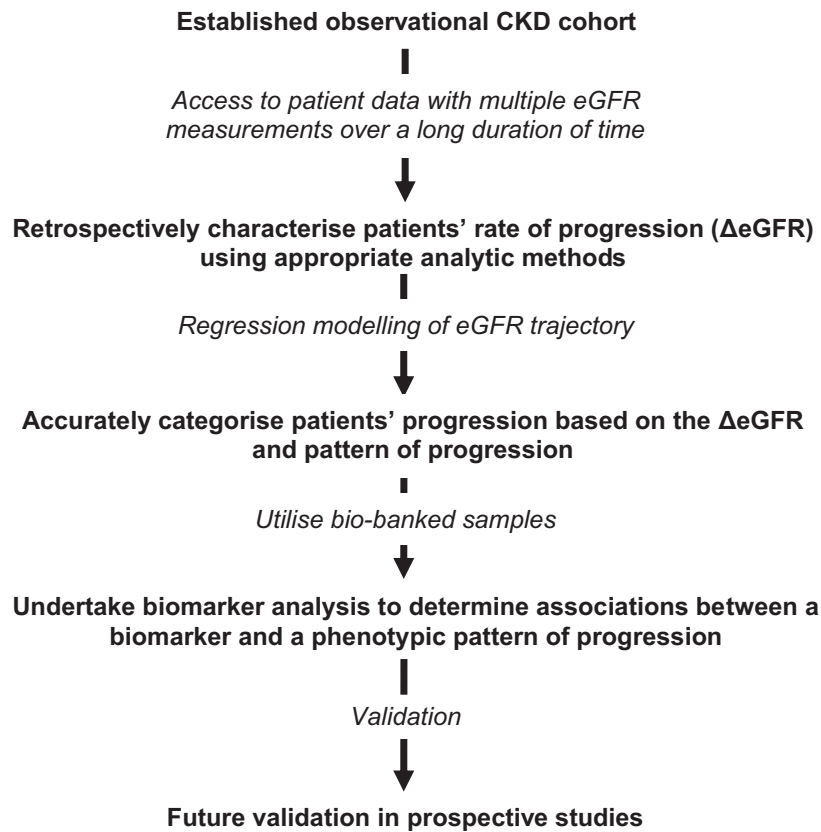 Established observational CKD cohort
Access to patient data with multiple eGFR
measurements over a long duration of time
Retrospectively characterise patients’ rate of progression (ΔeGFR)
using appropriate analytic methods
Regression modelling of eGFR trajectory
Accurately categorise patients’ progression based on the ΔeGFR
and pattern of progression
Utilise bio-banked samples
Undertake biomarker analysis to determine associations between a
biomarker and a phenotypic pattern of progression
Validation
Future validation in prospective studies